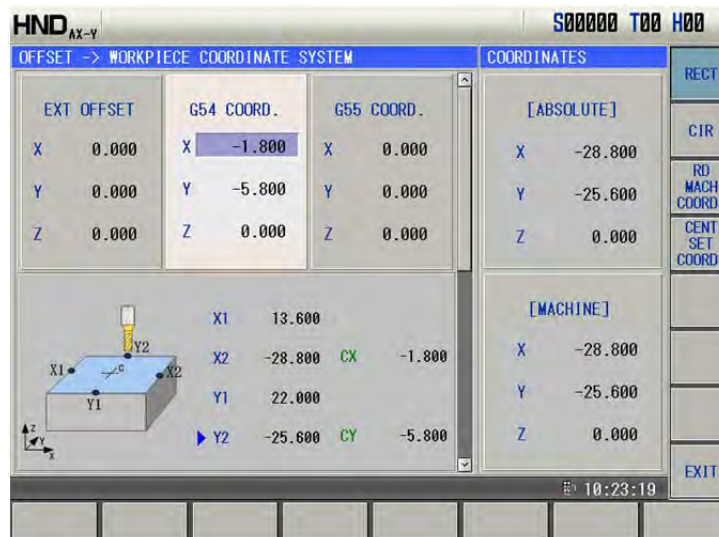 HND AX-Y S00000 T00 H00
OFFSET -> WORKPIECE COORDINATE SYSTEM COORDINATES
EXT OFFSET G54 COORD. G55 COORD. [ABSOLUTE]
X 0.000 X -1.800 X 0.000 X -28.800
Y 0.000 Y -5.800 Y 0.000 Y -25.600
Z 0.000 Z 0.000 Z 0.000 Z 0.000
X1 13.600 [MACHINE]
X2 -28.800 CX -1.800 X -28.800
Y1 22.000 Y -25.600
Y2 -25.600 CY -5.800 Z 0.000
Y2
X1 C X2
Y1
Z
Y
X
10:23:19
RECT
CIR
RD
MACH
COORD
CENT
SET
COORD
EXIT